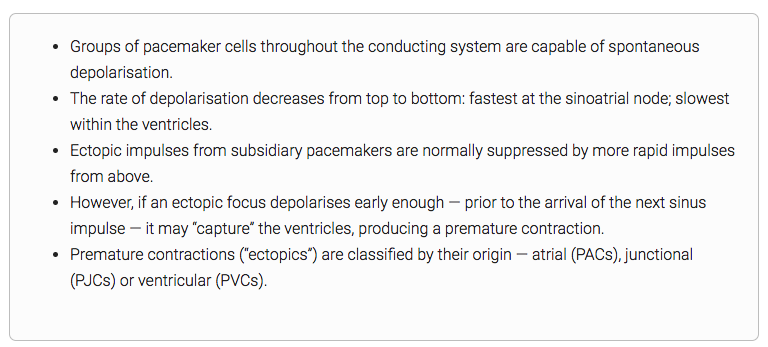 • Groups of pacemaker cells throughout the conducting system are capable of spontaneous
depolarisation.
• The rate of depolarisation decreases from top to bottom: fastest at the sinoatrial node; slowest
within the ventricles.
• Ectopic impulses from subsidiary pacemakers are normally suppressed by more rapid impulses
from above.
• However, if an ectopic focus depolarises early enough — prior to the arrival of the next sinus
impulse — it may “capture” the ventricles, producing a premature contraction.
• Premature contractions (“ectopics”) are classified by their origin — atrial (PACs), junctional
(PJCs) or ventricular (PVCs).